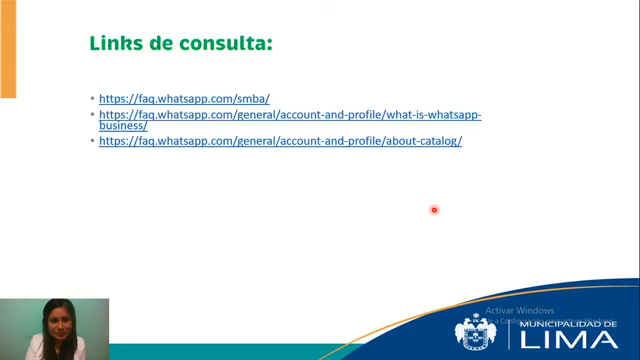 Links de consulta:
https://faq.whatsapp.com/smba/
https://faq.whatsapp.com/general/account-and-profile/what-is-whatsapp-
business/
https://faq.whatsapp.com/general/account-and-profile/about-catalog/
Activar Windows
MUNICIPALIDAD DE
LIMA